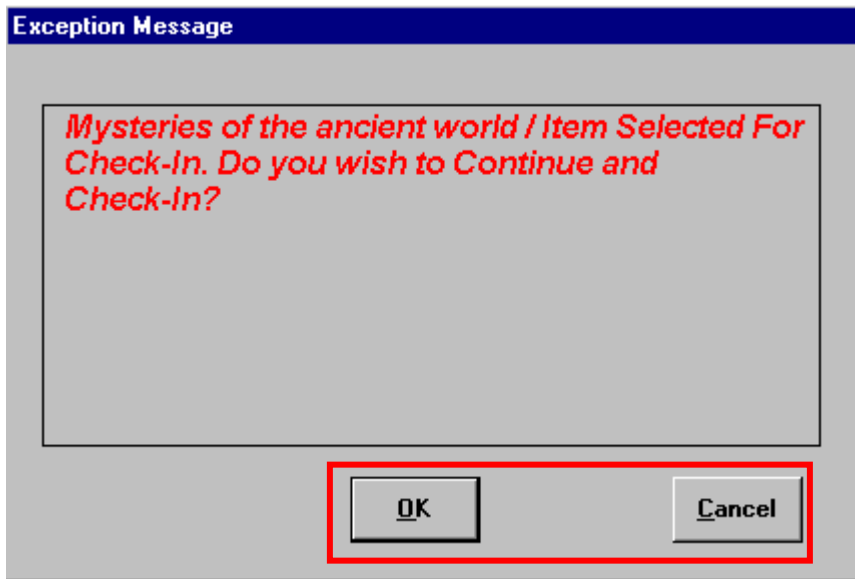 Exception Message
Mysteries of the ancient world / Item Selected For
Check-In. Do you wish to Continue and
Check-In?
OK
Cancel